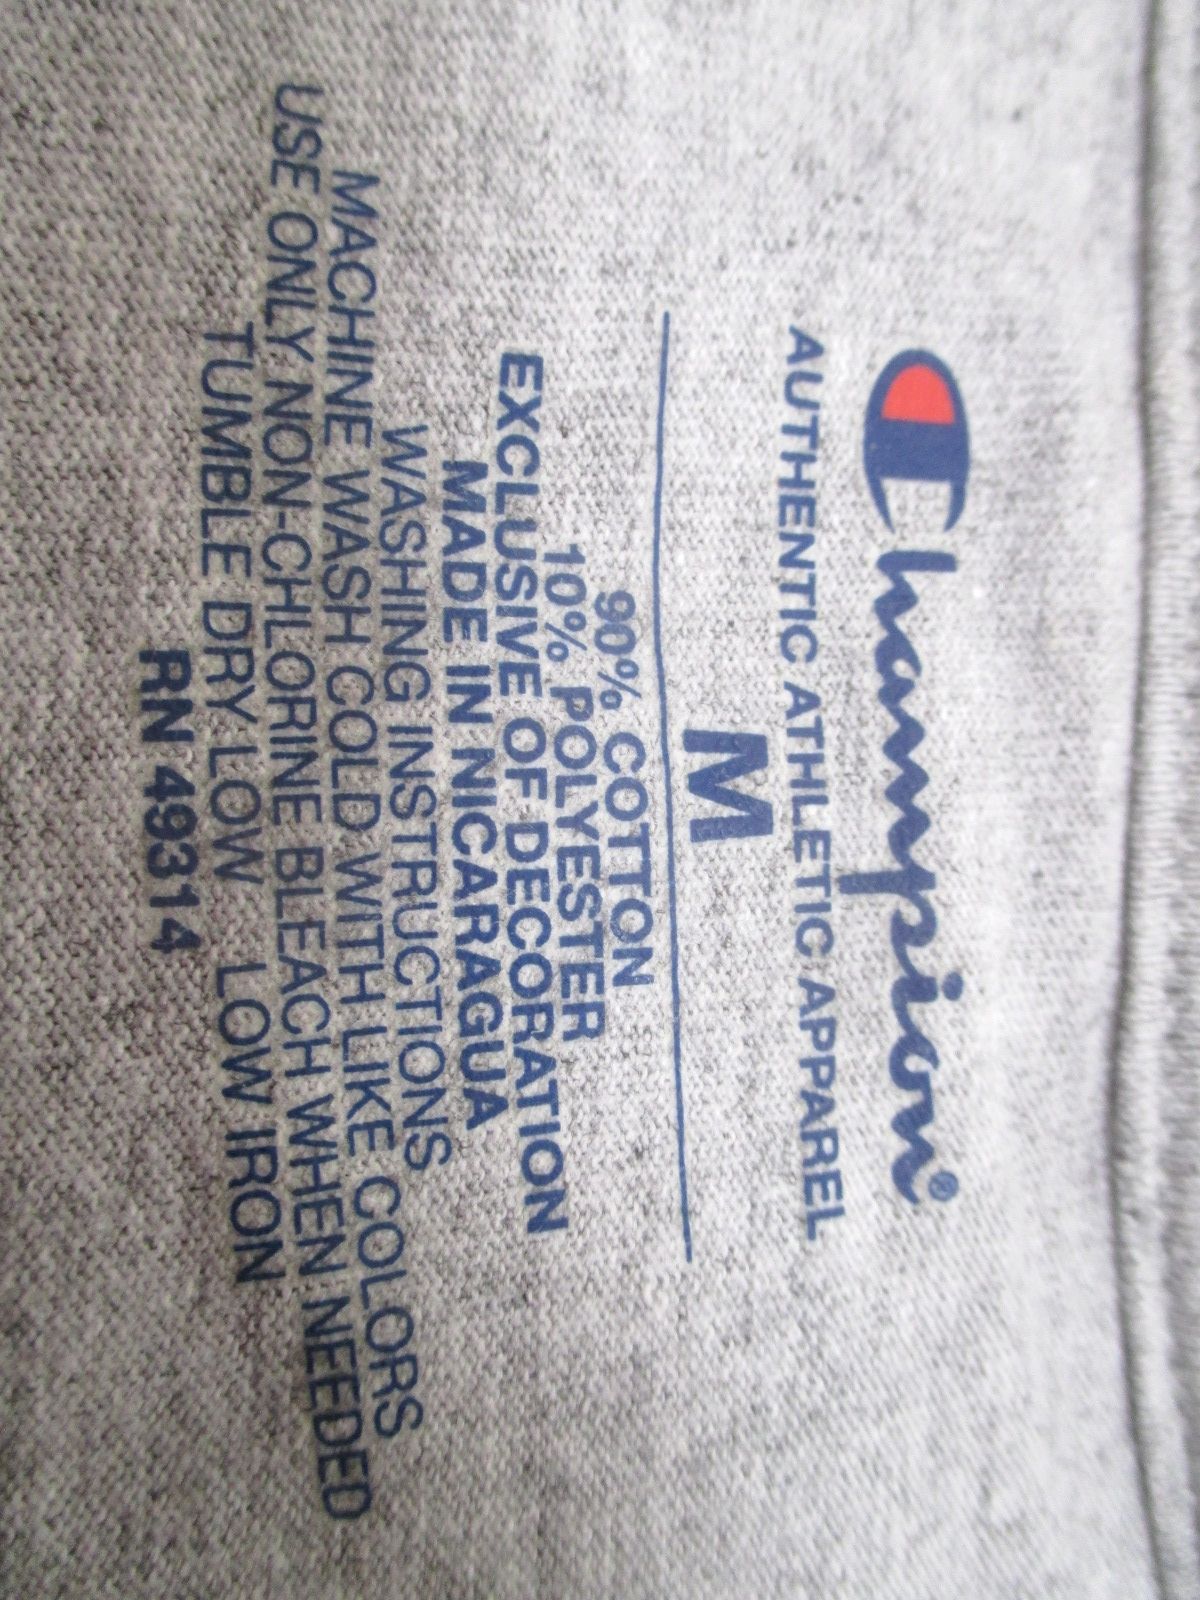 Champion®
AUTHENTIC ATHLETIC APPAREL
M
90% COTTON
10% POLYESTER
EXCLUSIVE OF DECORATION
MADE IN NICARAGUA
WASHING INSTRUCTIONS
MACHINE WASH COLD WITH LIKE COLORS
USE ONLY NON-CHLORINE BLEACH WHEN NEEDED
TUMBLE DRY LOW LOW IRON
RN 49314